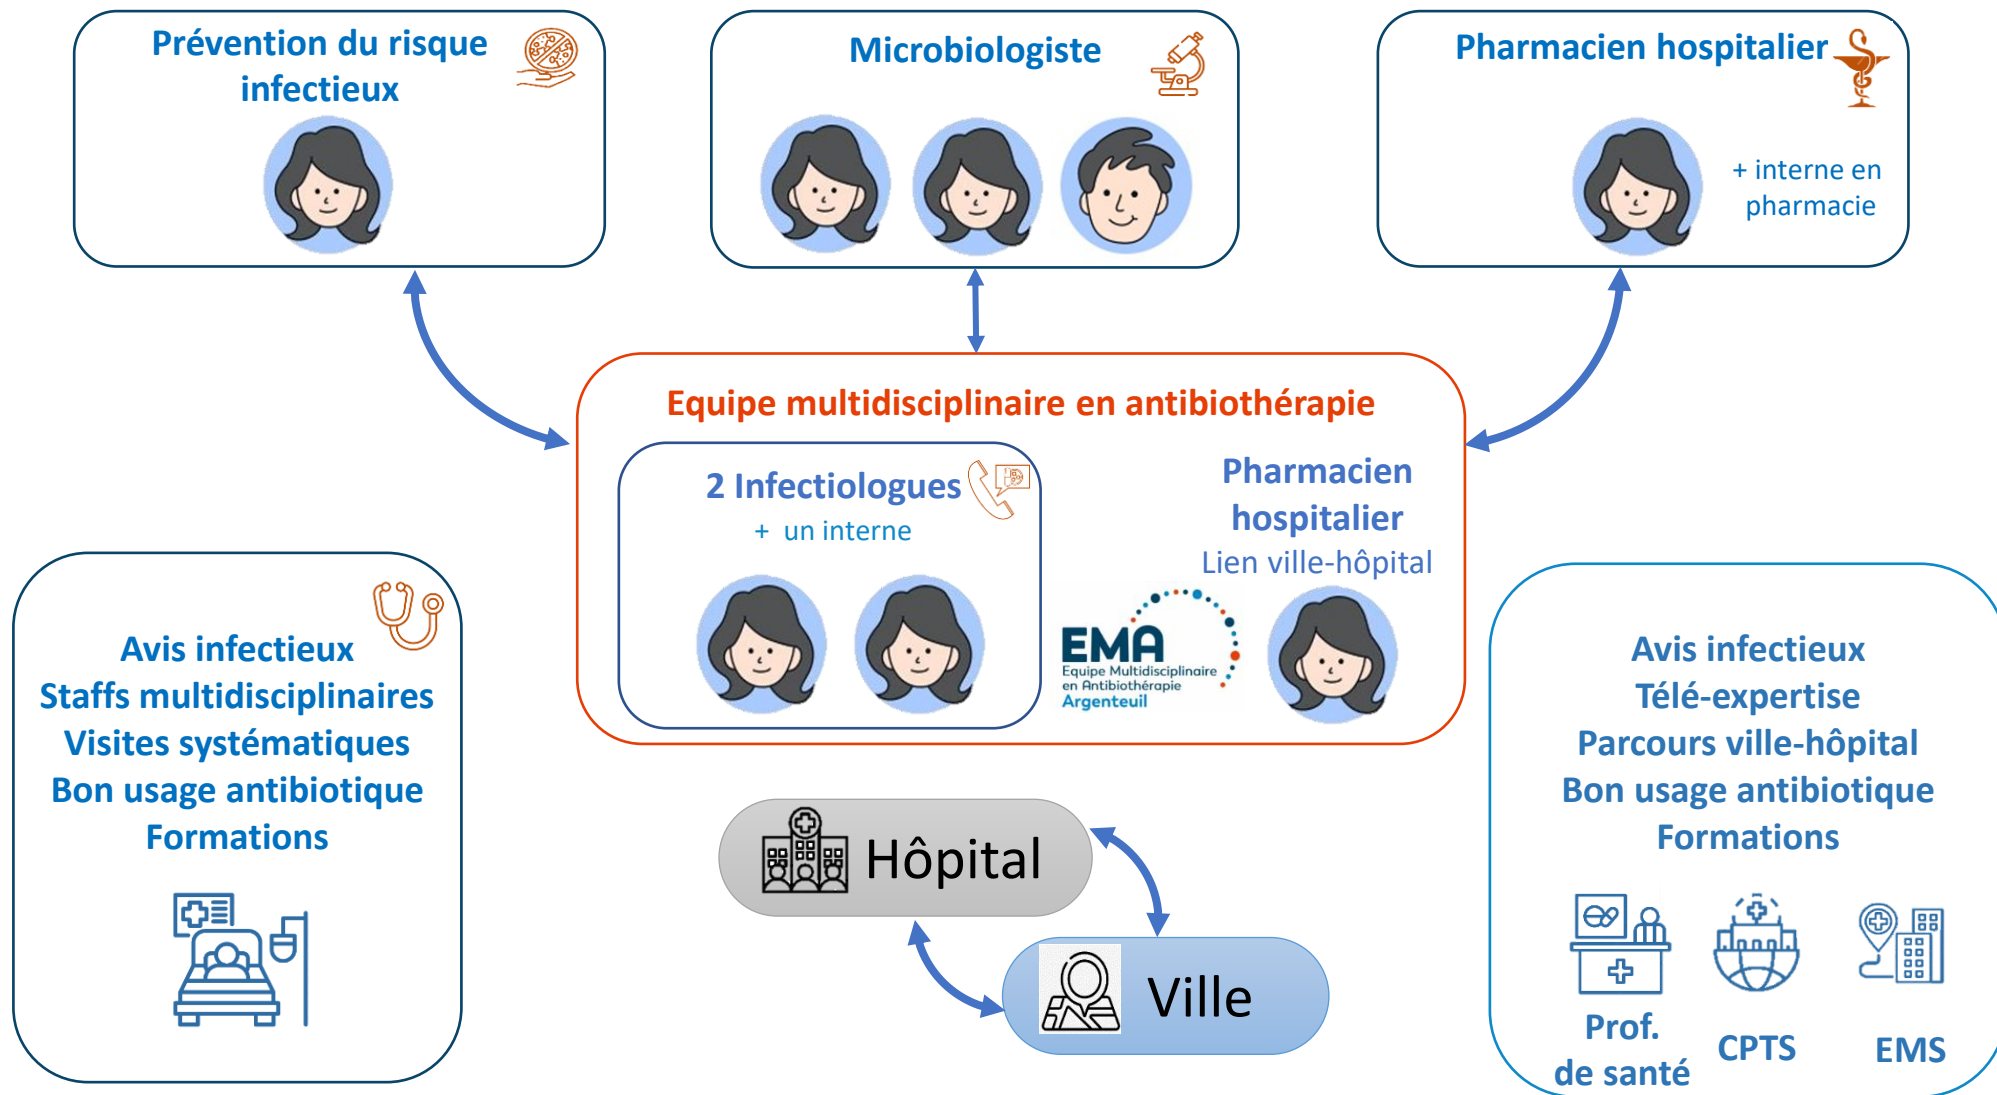 Prévention du risque
infectieux
Microbiologiste
Pharmacien hospitalier
+ interne en
pharmacie
Equipe multidisciplinaire en antibiothérapie
2 Infectiologues
+ un interne
Pharmacien
hospitalier
Lien ville-hôpital
EMA
Equipe Multidisciplinaire
en Antibiothérapie
Argenteuil
Avis infectieux
Staffs multidisciplinaires
Visites systématiques
Bon usage antibiotique
Formations
Avis infectieux
Télé-expertise
Parcours ville-hôpital
Bon usage antibiotique
Formations
Prof.
de santé
CPTS
EMS
Hôpital
Ville